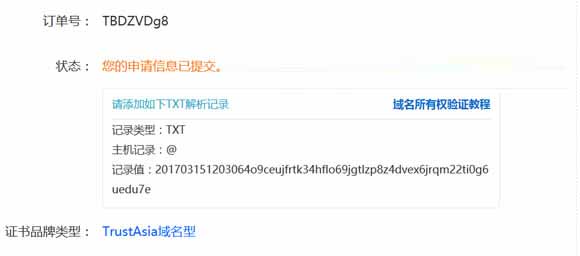 订单号： TBDZVDg8
状态： 您的申请信息已提交。
请添加如下TXT解析记录 域名所有权验证教程
记录类型：TXT
主机记录：@
记录值：201703151203064o9ceujfrtk34hflo69jgtlzp8z4dvex6jrqm22ti0g6
uedu7e
证书品牌类型： TrustAsia域名型